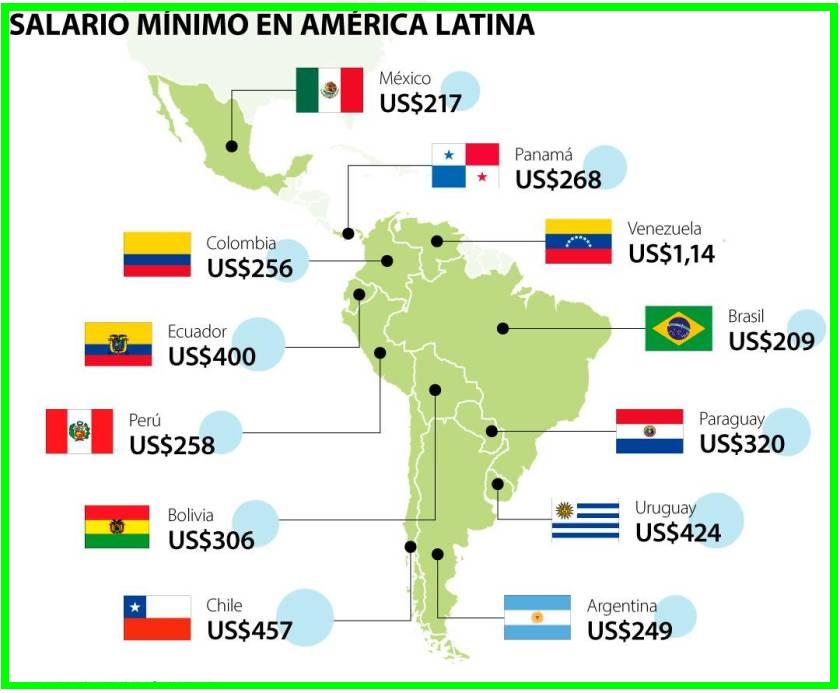 SALARIO MÍNIMO EN AMÉRICA LATINA
México
US$217
Panamá
US$268
Venezuela
US$1,14
Colombia
US$256
Brasil
US$209
Ecuador
US$400
Perú
US$258
Paraguay
US$320
Bolivia
US$306
Uruguay
US$424
Chile
US$457
Argentina
US$249